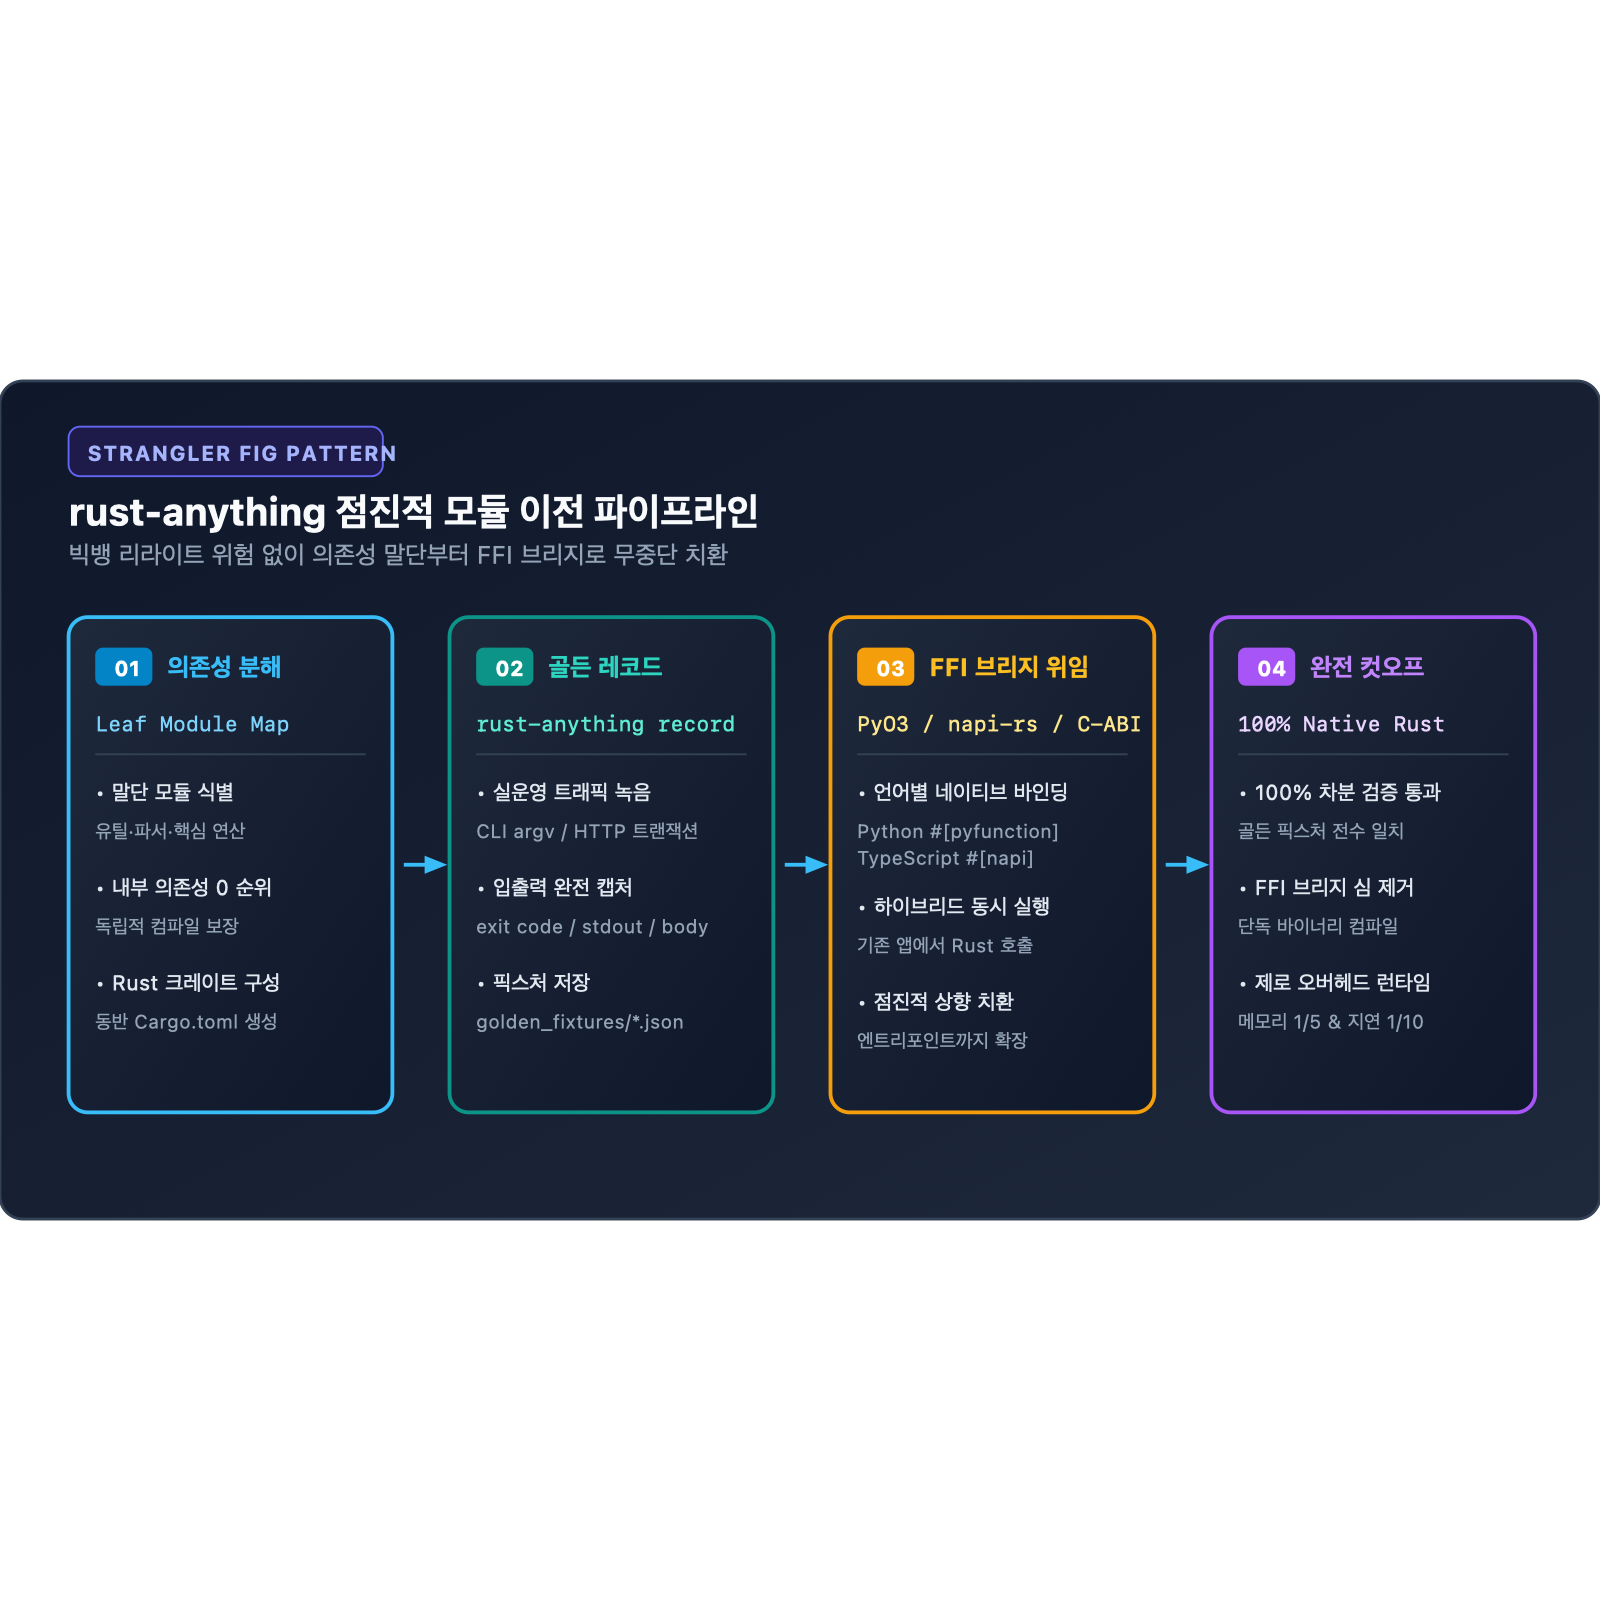 STRANGLER FIG PATTERN
rust-anything 점진적 모듈 이전 파이프라인
빅뱅 리라이트 위험 없이 의존성 말단부터 FFI 브리지로 무중단 치환
01 의존성 분해
Leaf Module Map
• 말단 모듈 식별
유틸·파서·핵심 연산
• 내부 의존성 0 순위
독립적 컴파일 보장
• Rust 크레이트 구성
동반 Cargo.toml 생성
02 골든 레코드
rust-anything record
• 실운영 트래픽 녹음
CLI argv / HTTP 트랜잭션
• 입출력 완전 캡처
exit code / stdout / body
• 픽스처 저장
golden_fixtures/*.json
03 FFI 브리지 위임
PyO3 / napi-rs / C-ABI
• 언어별 네이티브 바인딩
Python #[pyfunction]
TypeScript #[napi]
• 하이브리드 동시 실행
기존 앱에서 Rust 호출
• 점진적 상향 치환
엔트리포인트까지 확장
04 완전 컷오프
100% Native Rust
• 100% 차분 검증 통과
골든 픽스처 전수 일치
• FFI 브리지 심 제거
단독 바이너리 컴파일
• 제로 오버헤드 런타임
메모리 1/5 & 지연 1/10